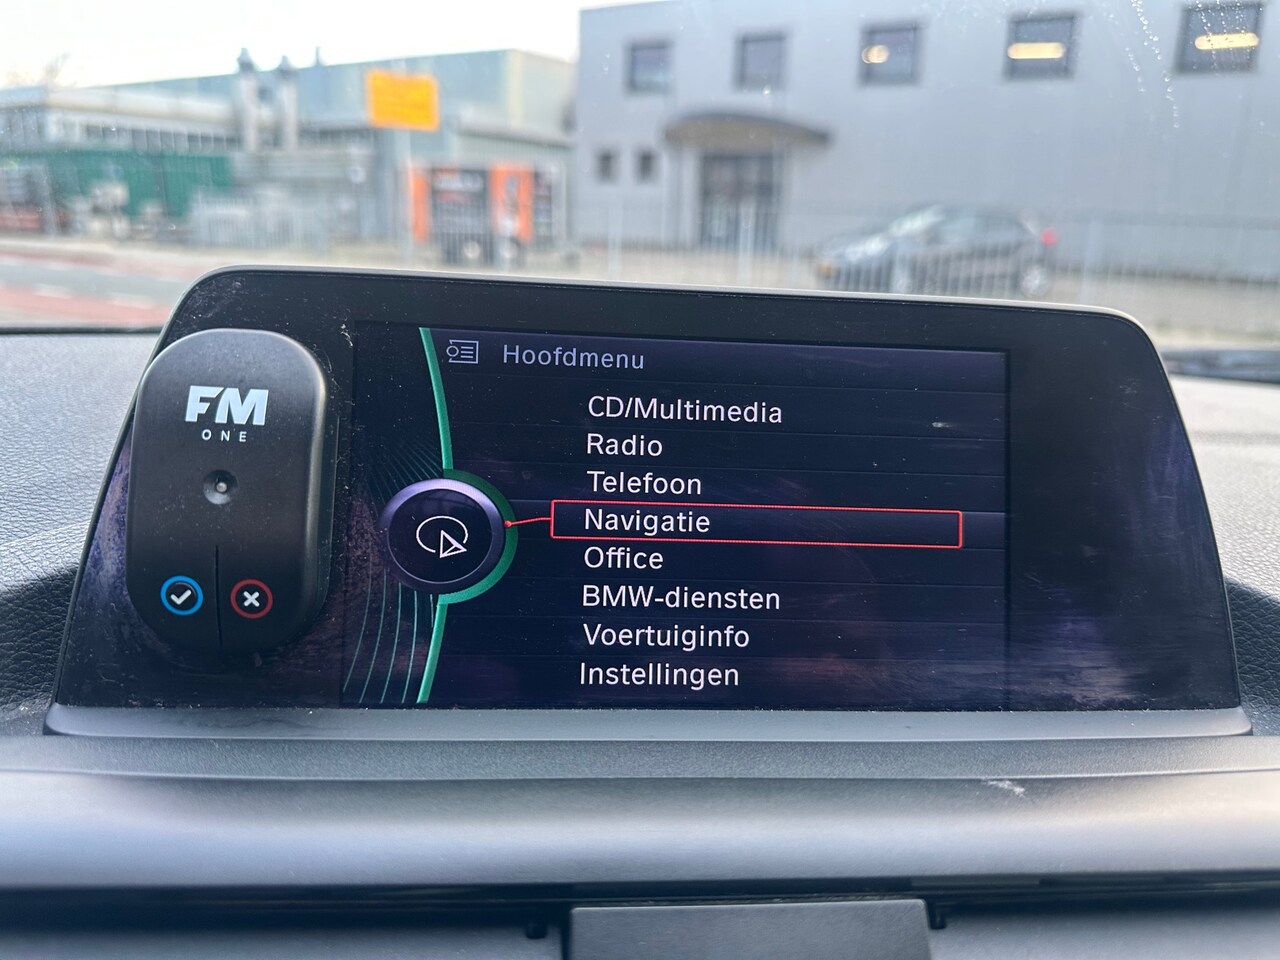 FM
ONE
Hoofdmenu
CD/Multimedia
Radio
Telefoon
Navigatie
Office
BMW-diensten
Voertuiginfo
Instellingen